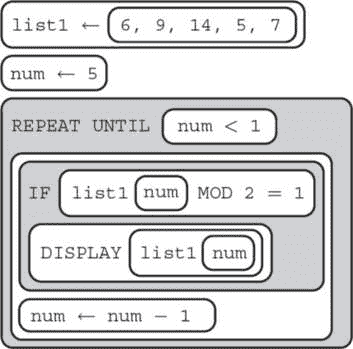 list1 ← 6, 9, 14, 5, 7
num ← 5
REPEAT UNTIL num < 1
IF list1 num MOD 2 = 1
DISPLAY list1 num
num ← num − 1